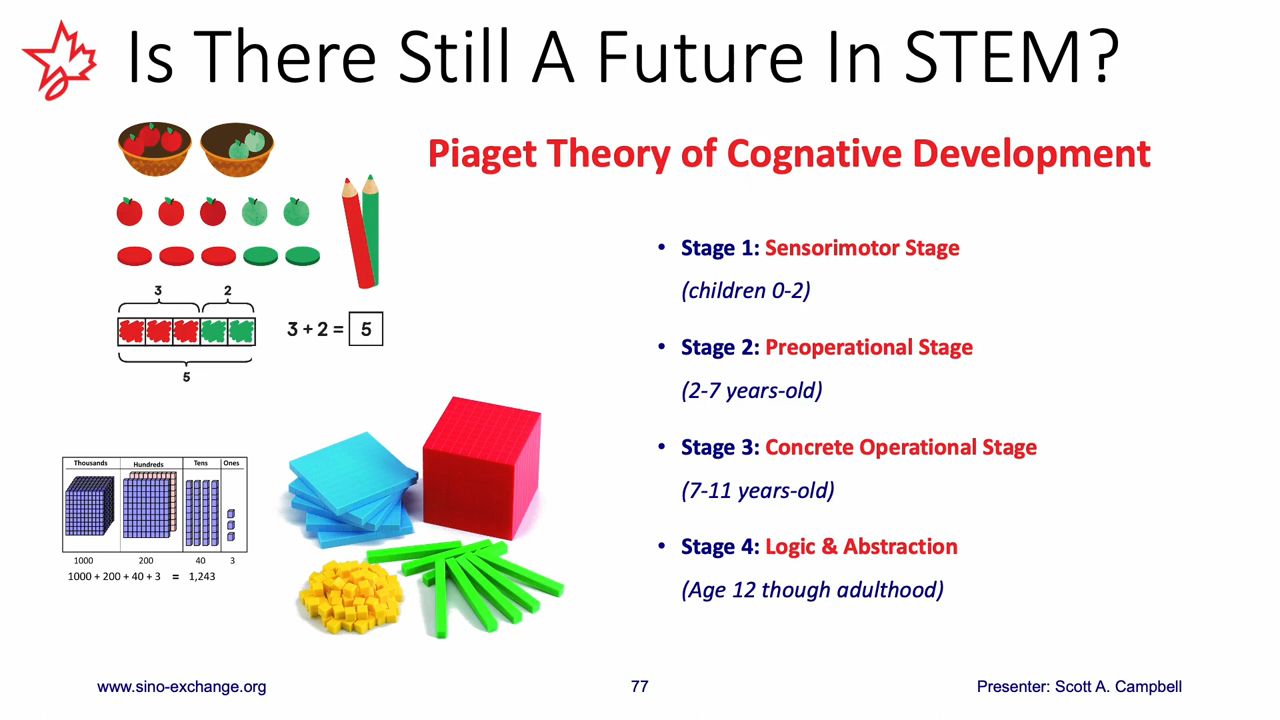 Is There Still A Future In STEM?
Piaget Theory of Cognative Development
3 2
3 + 2 = 5
5
• Stage 1: Sensorimotor Stage
(children 0-2)
• Stage 2: Preoperational Stage
(2-7 years-old)
• Stage 3: Concrete Operational Stage
(7-11 years-old)
• Stage 4: Logic & Abstraction
(Age 12 though adulthood)
Thousands Hundreds Tens Ones
1000 200 40 3
1000 + 200 + 40 + 3 = 1,243
www.sino-exchange.org 77 Presenter: Scott A. Campbell